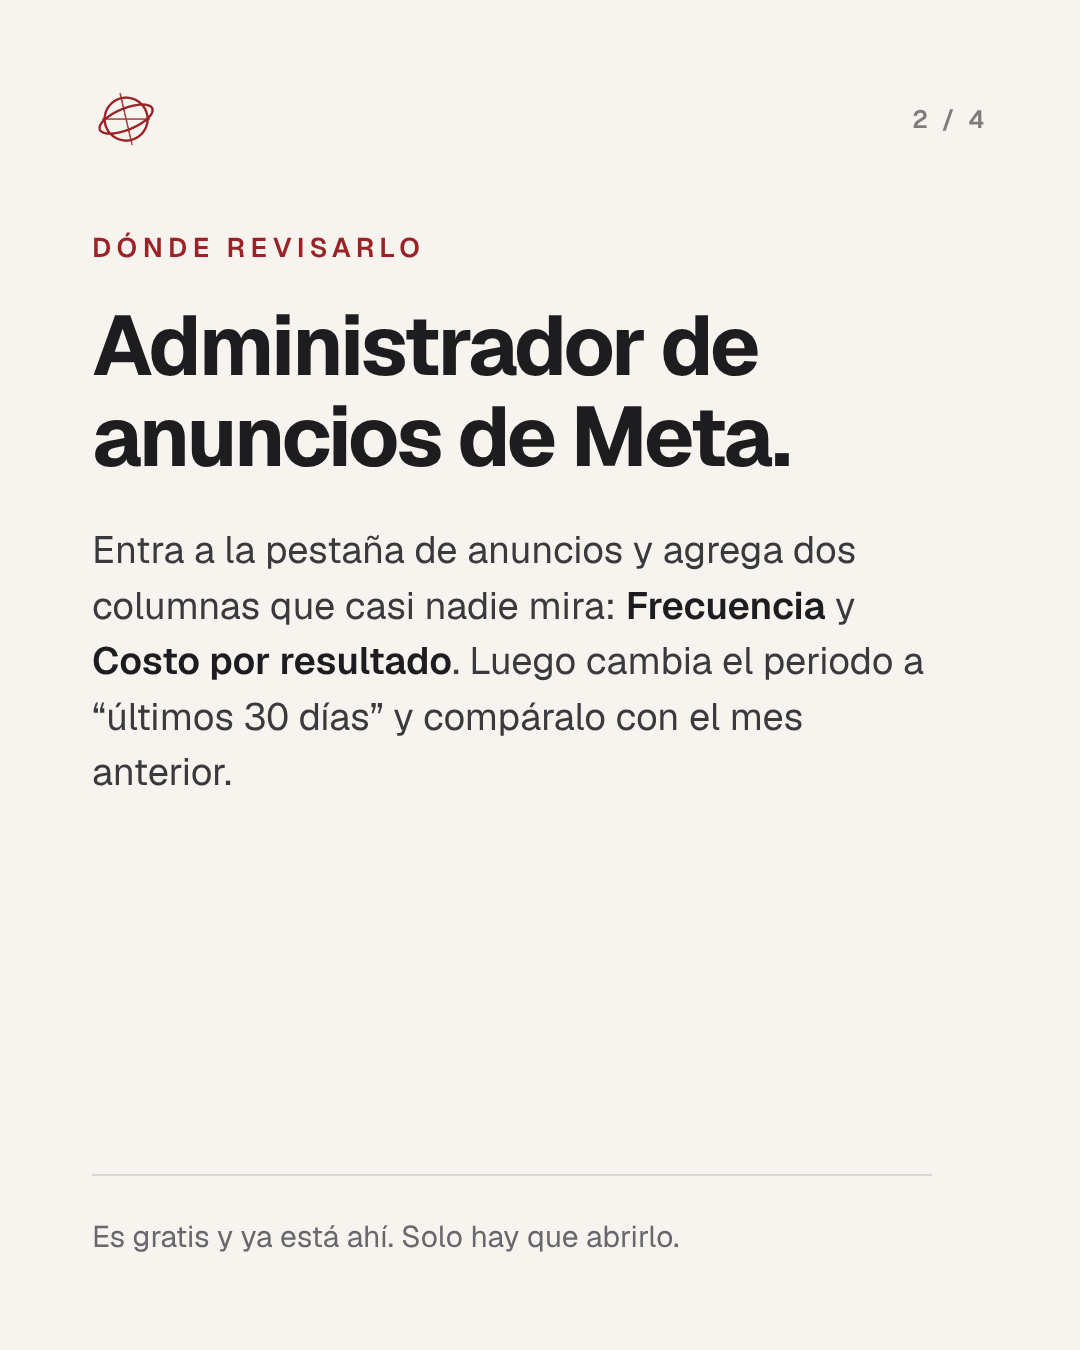 2 / 4
DÓNDE REVISARLO
Administrador de
anuncios de Meta.
Entra a la pestaña de anuncios y agrega dos
columnas que casi nadie mira: Frecuencia y
Costo por resultado. Luego cambia el periodo a
“últimos 30 días” y compáralo con el mes
anterior.
Es gratis y ya está ahí. Solo hay que abrirlo.